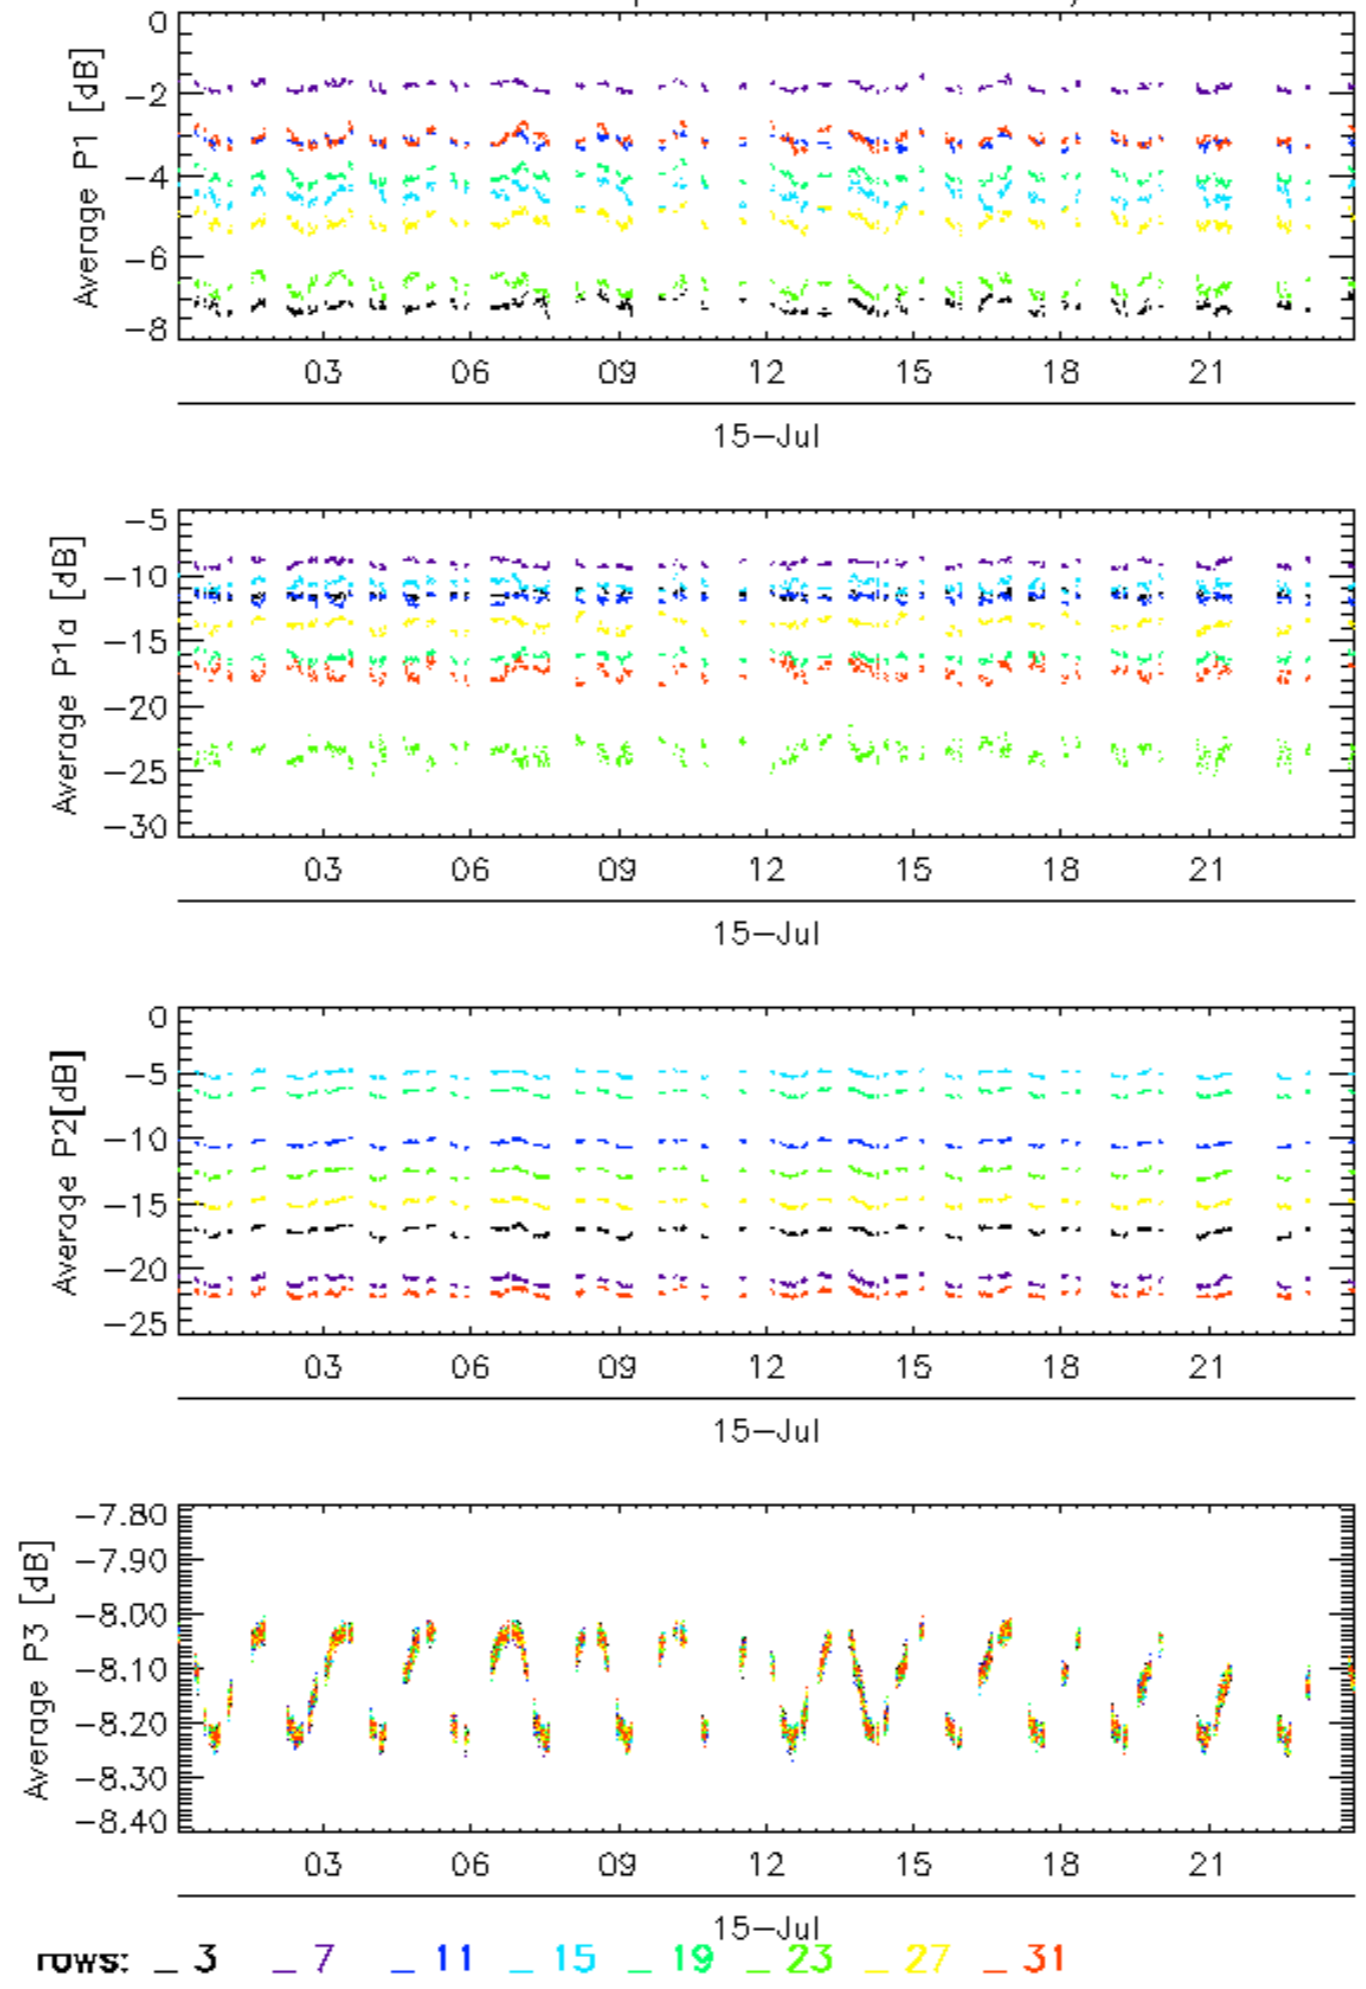 Average P1 [dB]
0
−2
−4
−6
−8
03 06 09 12 15 18 21
15−Jul
Average P1a [dB]
−5
−10
−15
−20
−25
−30
03 06 09 12 15 18 21
15−Jul
Average P2[dB]
0
−5
−10
−15
−20
−25
03 06 09 12 15 18 21
15−Jul
Average P3 [dB]
−7.80
−7.90
−8.00
−8.10
−8.20
−8.30
−8.40
03 06 09 12 15 18 21
15−Jul
rows: _ 3 _ 7 _ 11 _ 15 _ 19 _ 23 _ 27 _ 31